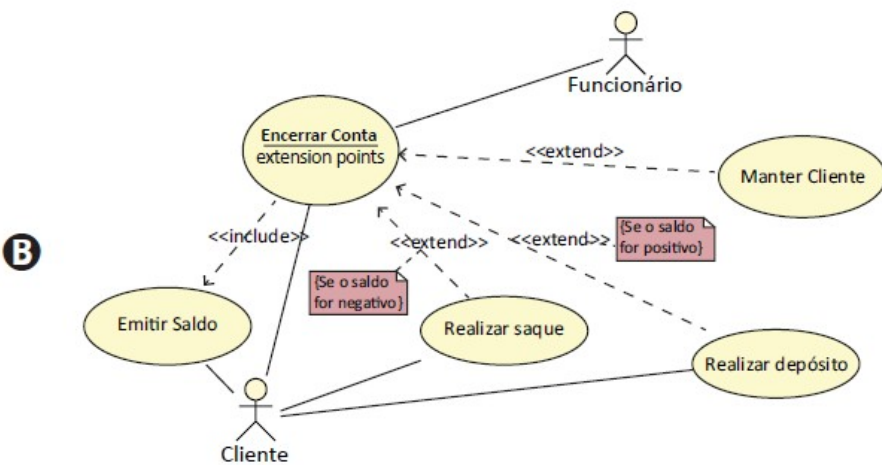 Funcionário
Encerrar Conta
extension points
<<extend>>
Manter Cliente
B
<<include>>
<<extend>>
<<extend>>
{Se o saldo
for positivo}
{Se o saldo
for negativo}
Emitir Saldo
Realizar saque
Realizar depósito
Cliente